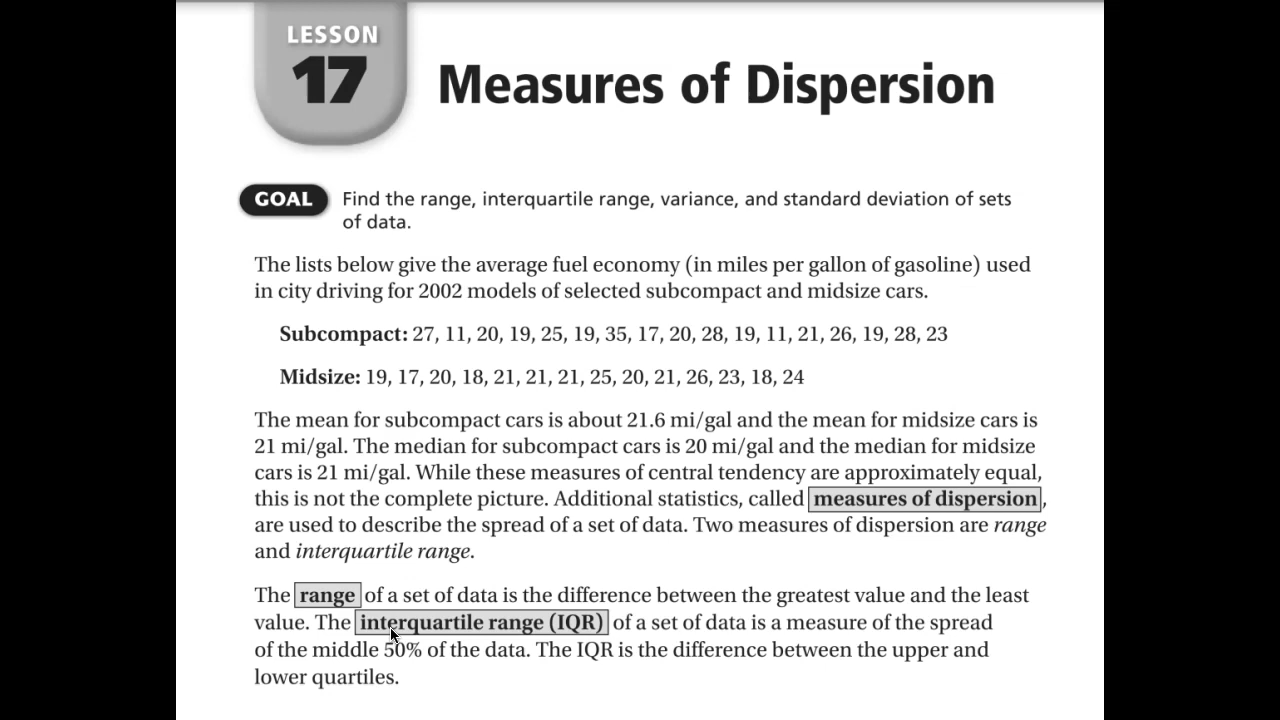 LESSON
17
Measures of Dispersion
GOAL Find the range, interquartile range, variance, and standard deviation of sets
of data.
The lists below give the average fuel economy (in miles per gallon of gasoline) used
in city driving for 2002 models of selected subcompact and midsize cars.
Subcompact: 27, 11, 20, 19, 25, 19, 35, 17, 20, 28, 19, 11, 21, 26, 19, 28, 23
Midsize: 19, 17, 20, 18, 21, 21, 21, 25, 20, 21, 26, 23, 18, 24
The mean for subcompact cars is about 21.6 mi/gal and the mean for midsize cars is
21 mi/gal. The median for subcompact cars is 20 mi/gal and the median for midsize
cars is 21 mi/gal. While these measures of central tendency are approximately equal,
this is not the complete picture. Additional statistics, called measures of dispersion,
are used to describe the spread of a set of data. Two measures of dispersion are range
and interquartile range.
The range of a set of data is the difference between the greatest value and the least
value. The interquartile range (IQR) of a set of data is a measure of the spread
of the middle 50% of the data. The IQR is the difference between the upper and
lower quartiles.